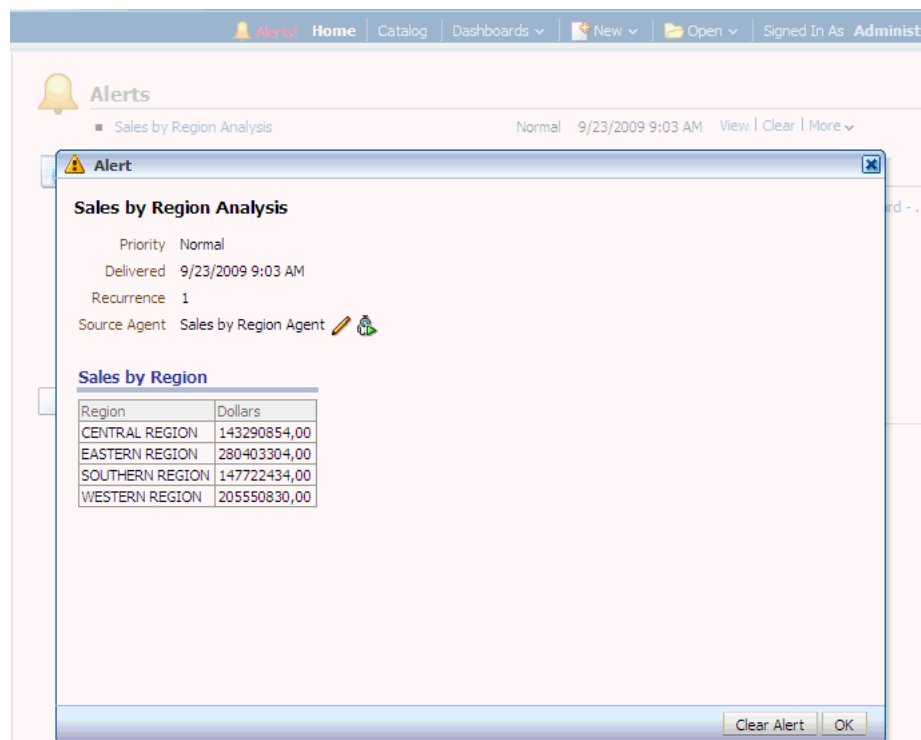 Alerts! Home Catalog Dashboards New Open Signed In As Administ
Alerts
Sales by Region Analysis Normal 9/23/2009 9:03 AM View Clear More
Alert
rd - .
Sales by Region Analysis
Priority Normal
Delivered 9/23/2009 9:03 AM
Recurrence 1
Source Agent Sales by Region Agent
Sales by Region
Region Dollars
CENTRAL REGION 143290854,00
EASTERN REGION 280403304,00
SOUTHERN REGION 147722434,00
WESTERN REGION 205550830,00
Clear Alert OK